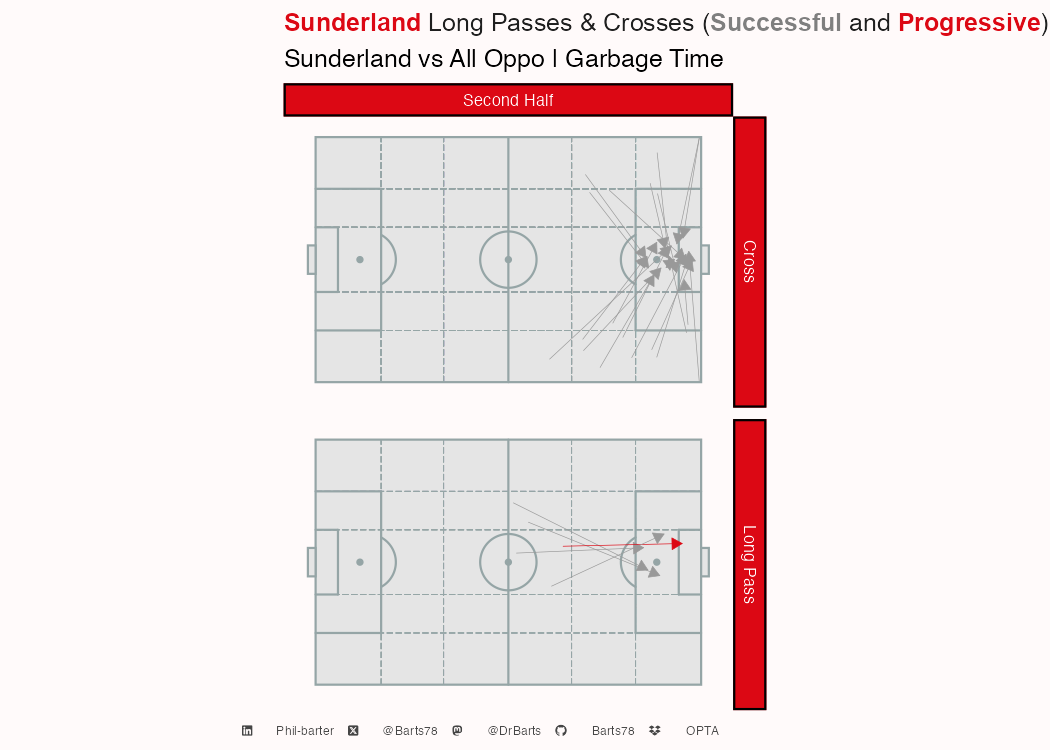 Sunderland Long Passes & Crosses (Successful and Progressive)
Sunderland vs All Oppo | Garbage Time
Second Half
Cross
Long Pass
Phil-barter @Barts78 @DrBarts Barts78 OPTA